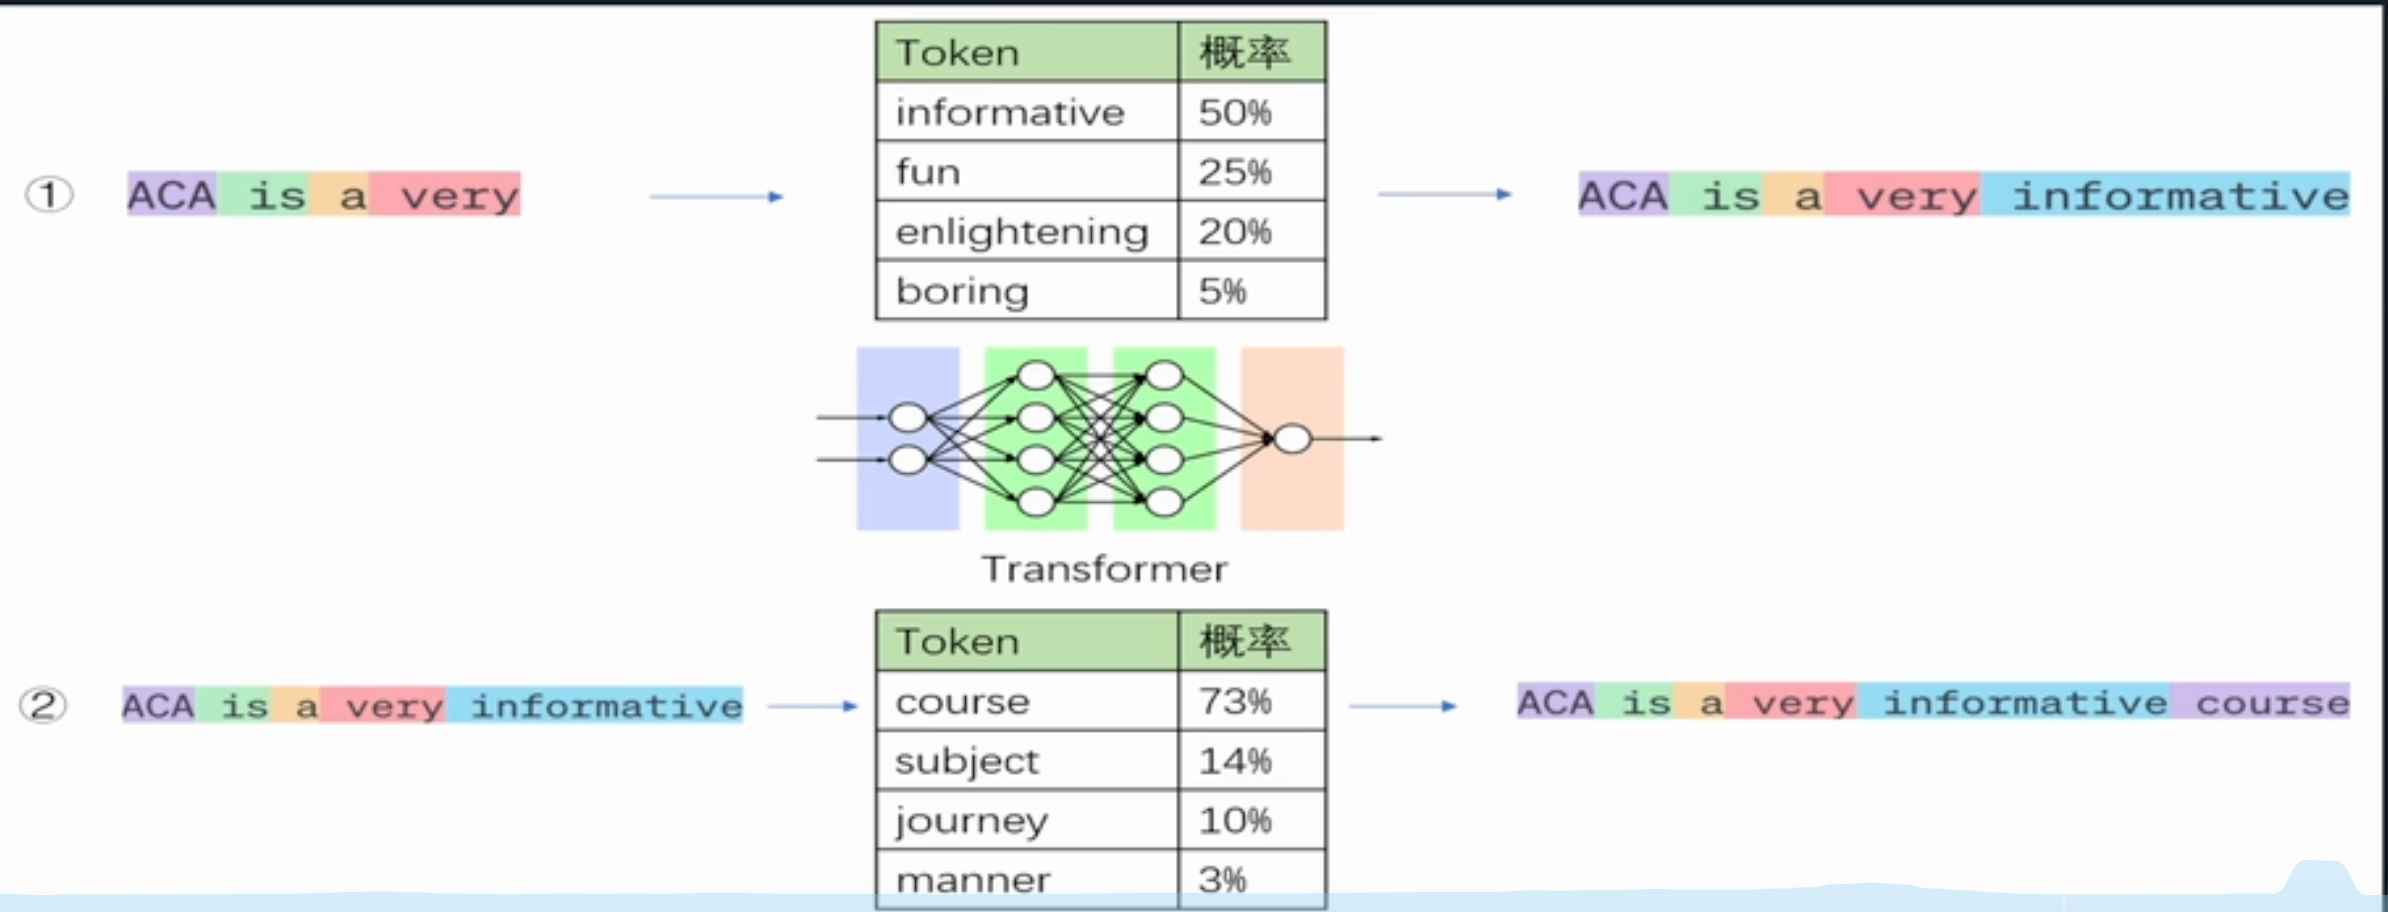 Token 概率
informative 50%
fun 25%
enlightening 20%
boring 5%
① ACA is a very
ACA is a very informative
Transformer
Token 概率
course 73%
subject 14%
journey 10%
manner 3%
② ACA is a very informative
ACA is a very informative course